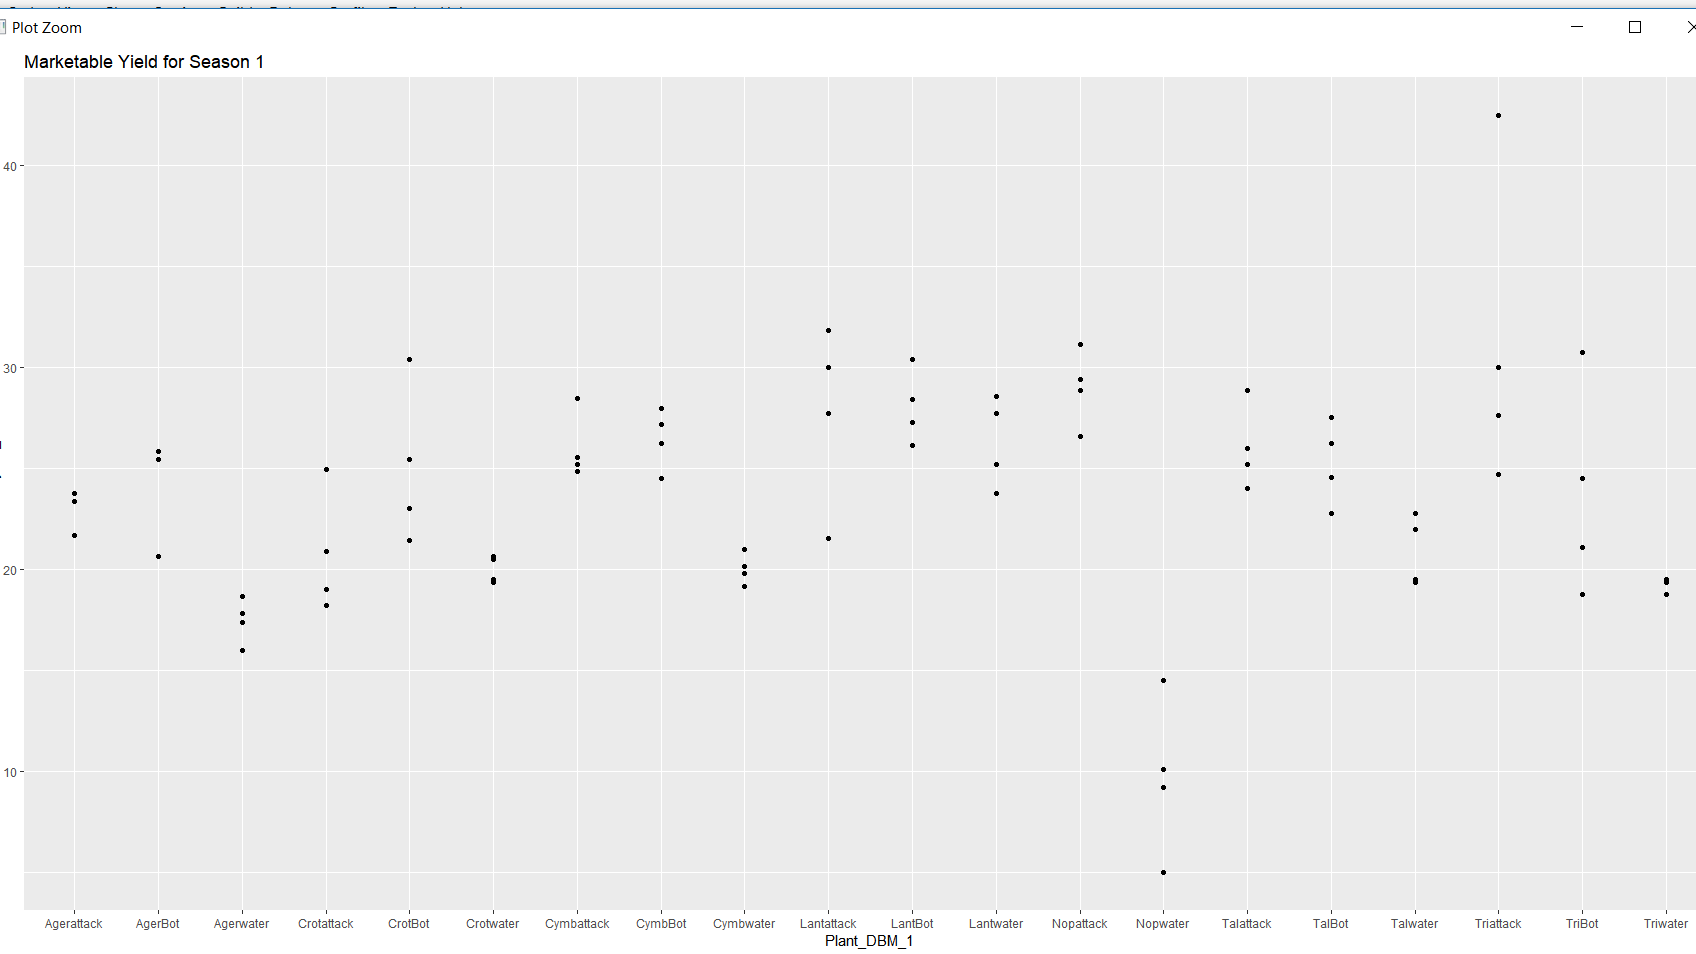 Plot Zoom
Marketable Yield for Season 1
40
30
20
10
Agerattack AgerBot Agerwater Crotattack CrotBot Crotwater Cymbattack CymbBot Cymbwater Lantattack LantBot Lantwater Nopattack Nopwater Talattack TalBot Talwater Triattack TriBot Triwater
Plant_DBM_1